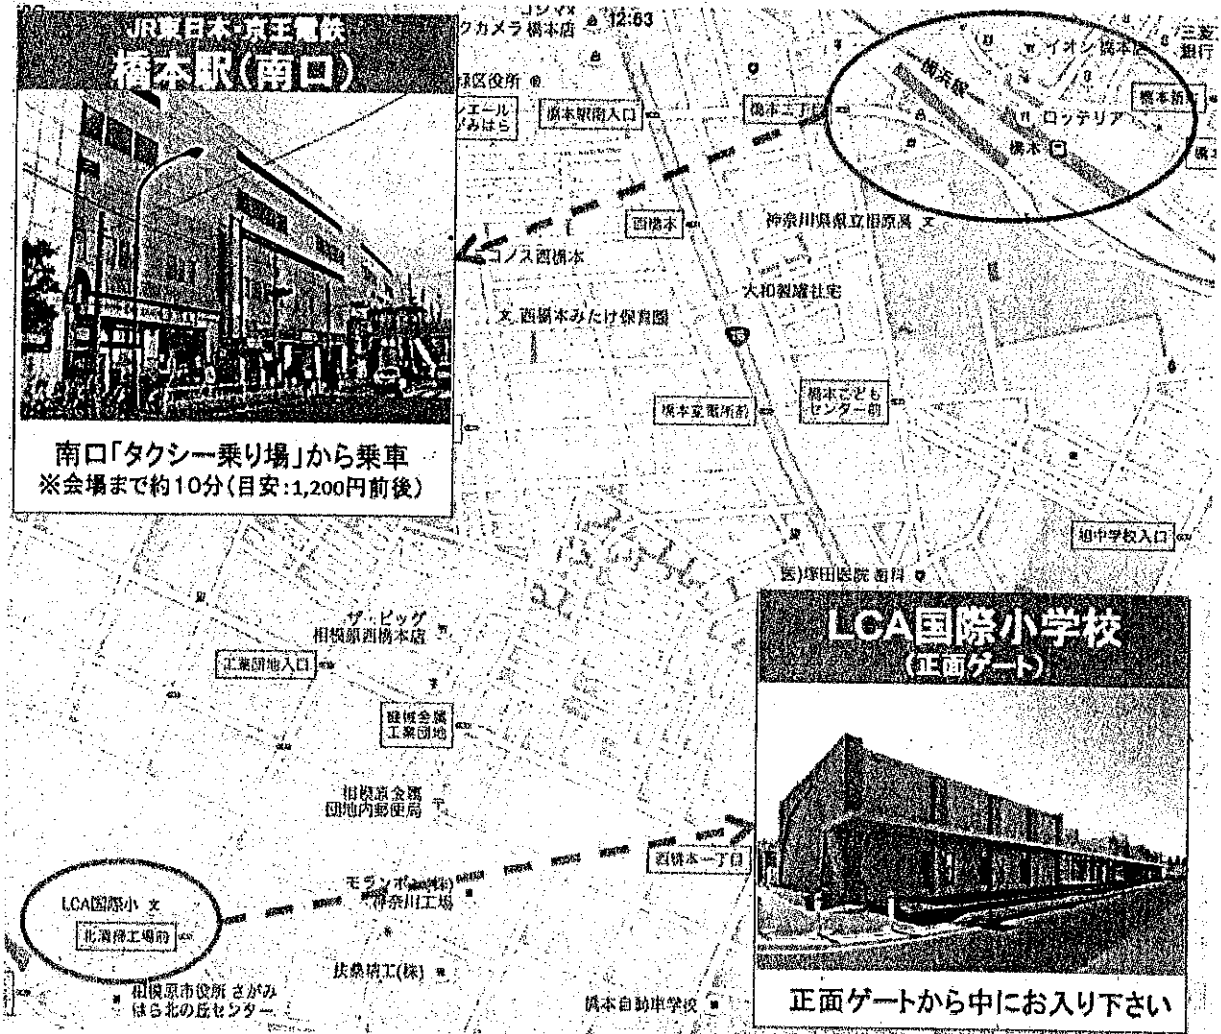 JR東日本・京王電鉄
橋本駅(南口)
南口「タクシー乗り場」から乗車
※会場まで約10分(目安:1,200円前後)
クカメラ 橋本店
12:53
区役所
橋本駅南入口
橋本二丁目
イオン橋本店
銀行
横浜線
ロッテリア
橋本
西橋本
神奈川県県立相原高
コノス西橋本
大和製罐社宅
西橋本みたけ保育園
橋本変電所前
橋本こども
センター前
旭中学校入口
医)塚田医院 歯科
ザ・ビッグ
相模原西橋本店
工業団地入口
機械金属
工業団地
相模原金属
団地内郵便局
西橋本一丁目
モランボン(株)
神奈川工場
LCA国際小
北清掃工場前
扶桑精工(株)
相模原市役所 さがみ
はら北の丘センター
橋本自動車学校
LCA国際小学校
(正面ゲート)
正面ゲートから中にお入り下さい